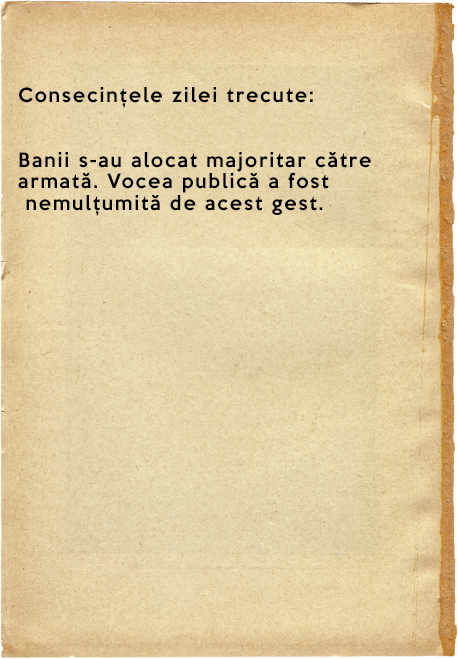 Consecințele zilei trecute:
Banii s-au alocat majoritar către
armată. Vocea publică a fost
nemulțumită de acest gest.